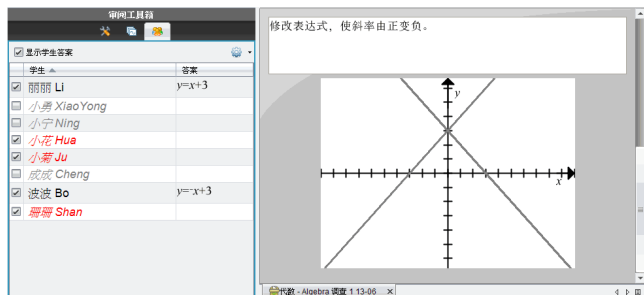 审阅工具箱
显示学生答案
学生 答案
丽丽 Li y=x+3
小勇 XiaoYong
小宁 Ning
小花 Hua
小菊 Ju
成成 Cheng
波波 Bo y=-x+3
珊珊 Shan
修改表达式，使斜率由正变负。
y
x
代数 - Algebra 调查 1 13-06